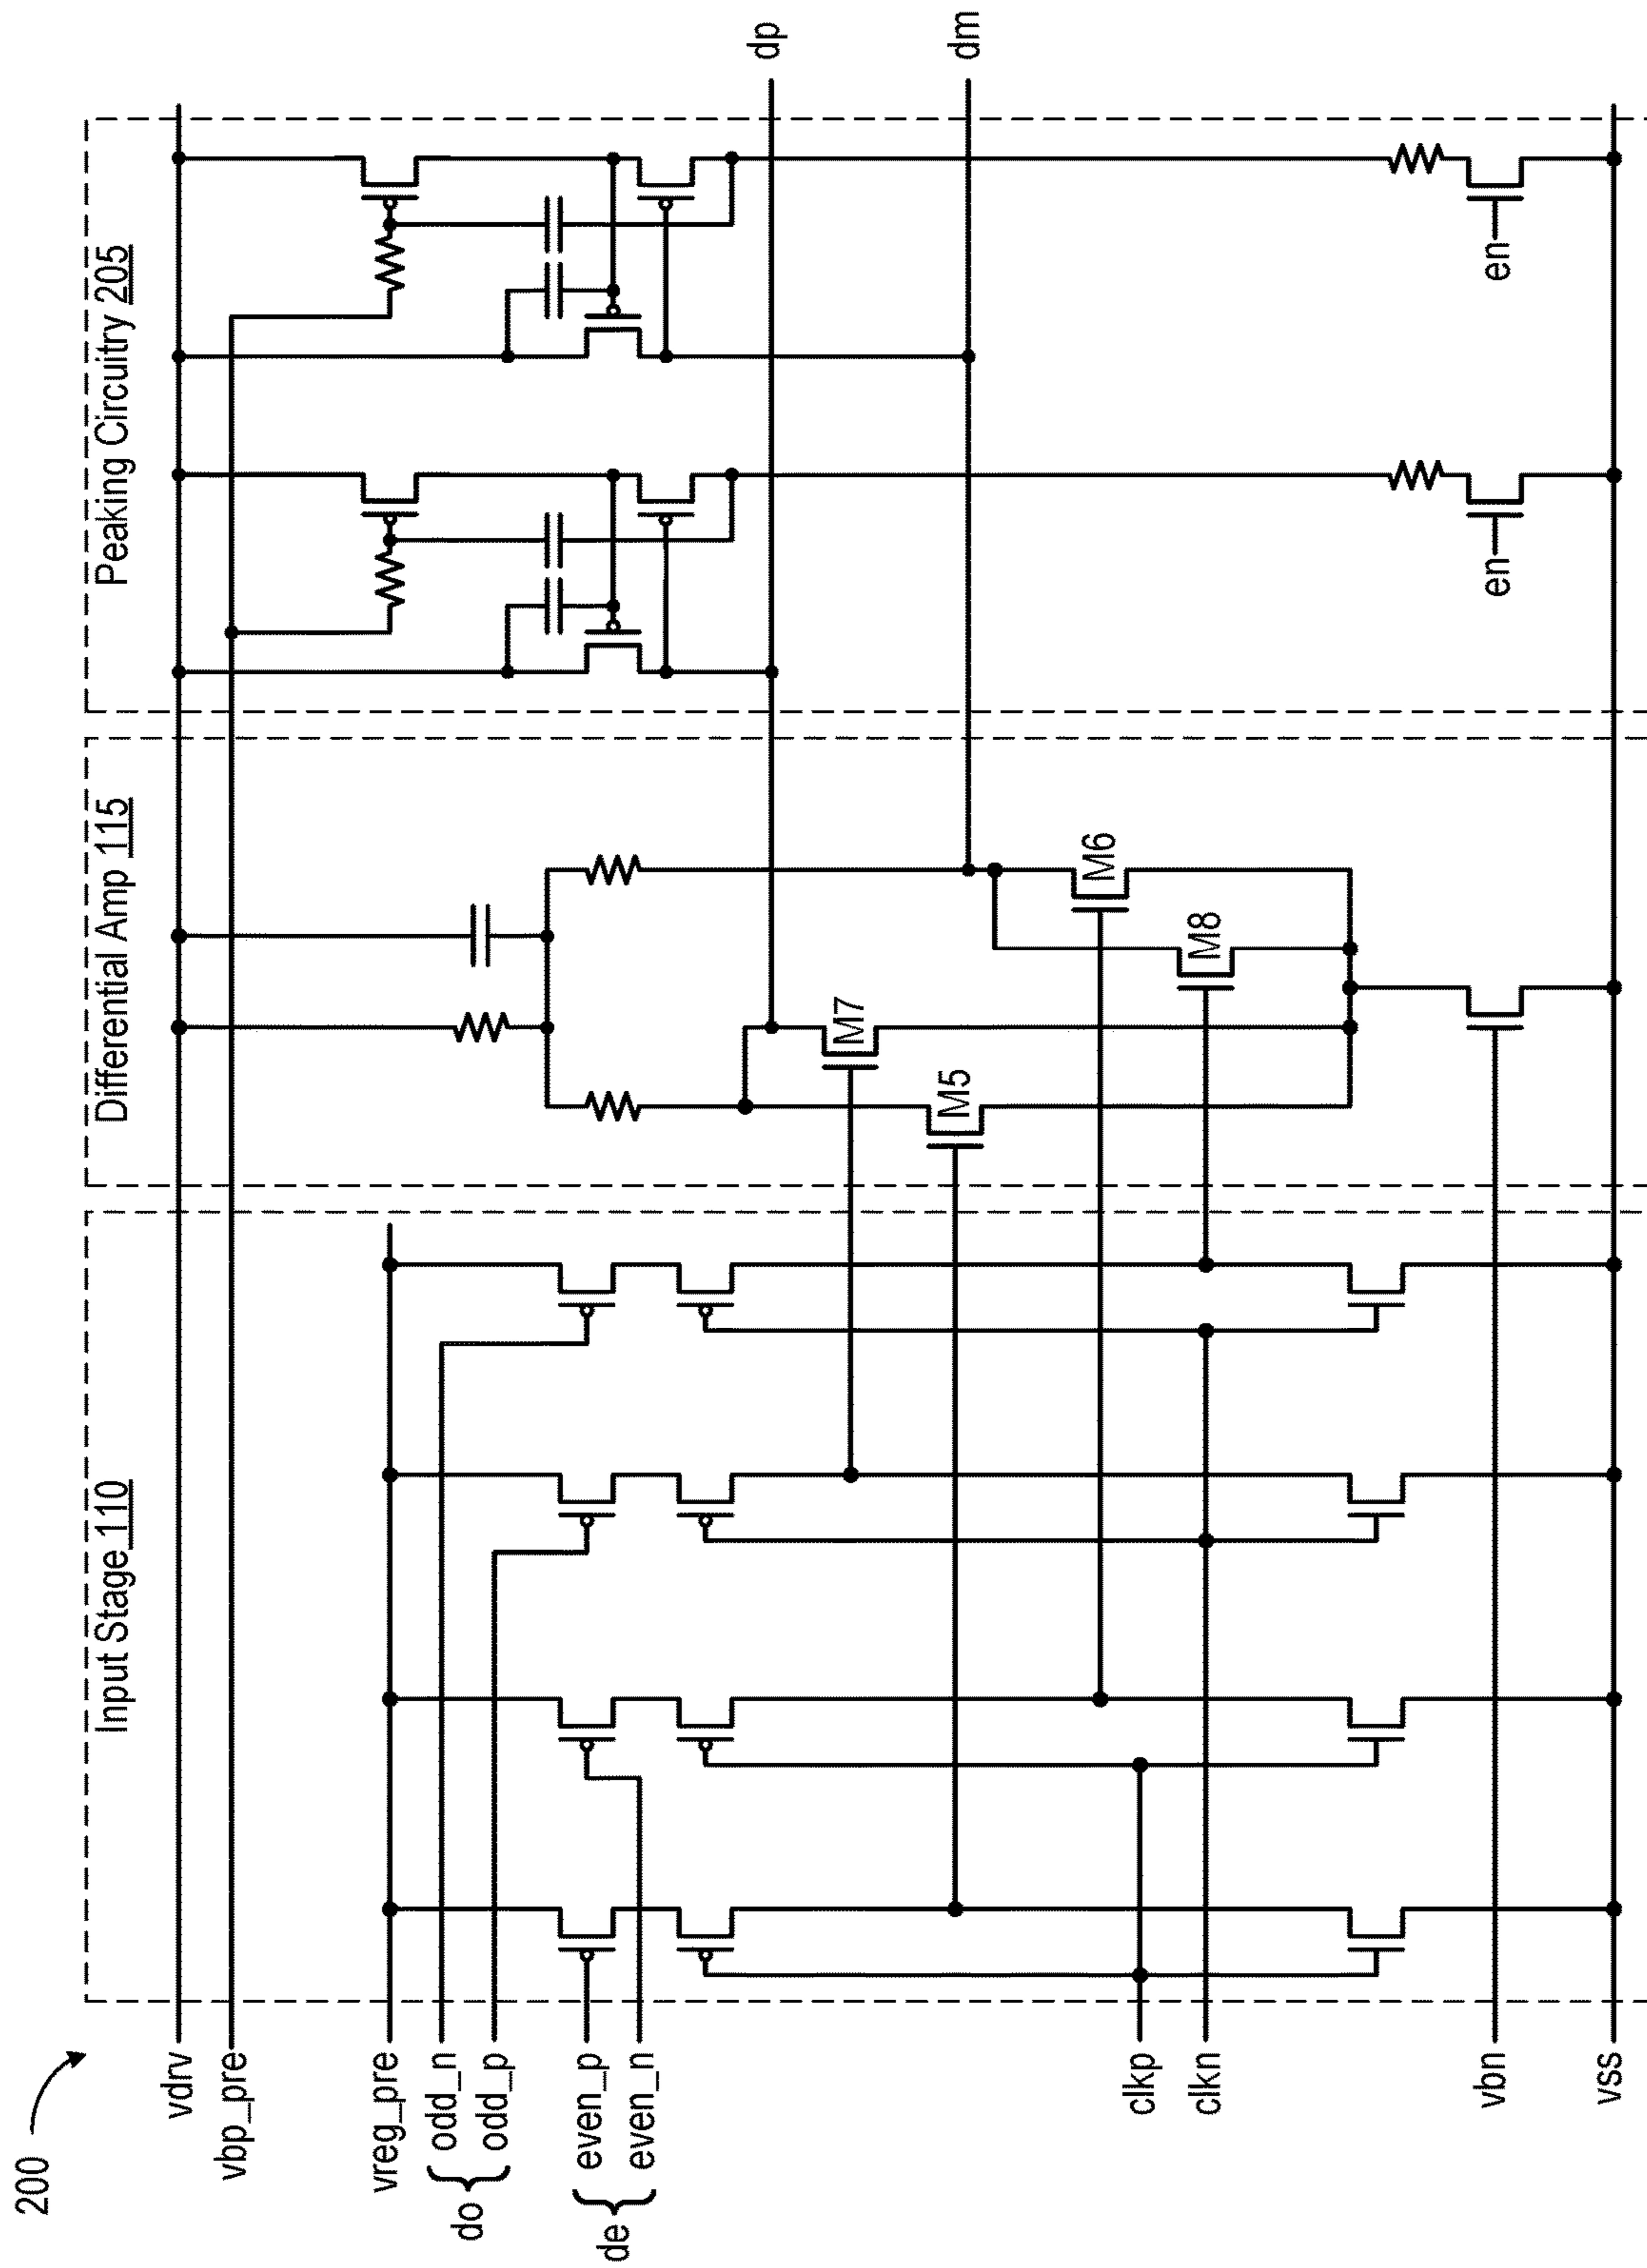 200
Input Stage 110
Differential Amp 115
Peaking Circuitry 205
vdrv
vbp_pre
vreg_pre
do
odd_n
odd_p
de
even_p
even_n
clkp
clkn
vbn
vss
M5
M7
M8
M6
dp
dm
en
en